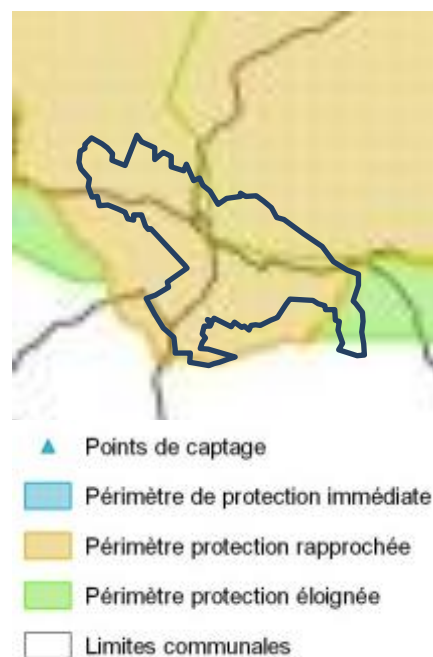 Points de captage
Périmètre de protection immédiate
Périmètre protection rapprochée
Périmètre protection éloignée
Limites communales